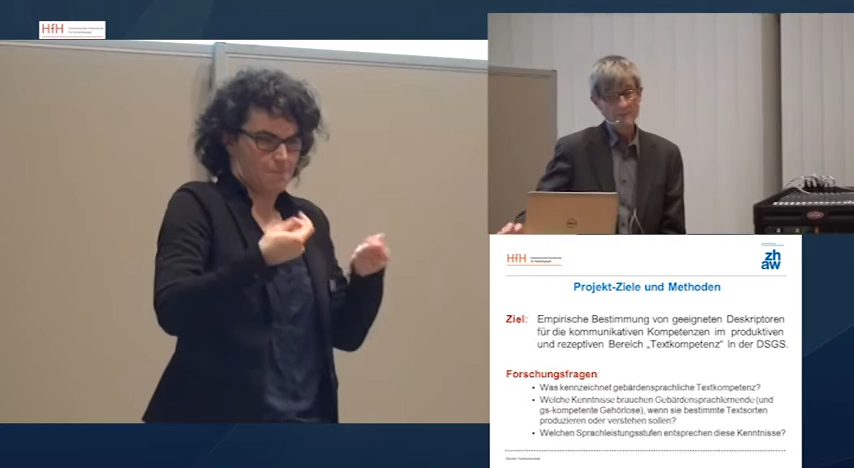 HfH
DELL
HfH
zh
aw
Projekt-Ziele und Methoden
Ziel: Empirische Bestimmung von geeigneten Deskriptoren
für die kommunikativen Kompetenzen im produktiven
und rezeptiven Bereich „Textkompetenz" in der DSGS.
Forschungsfragen:
• Was kennzeichnet gebärdensprachliche Textkompetenz?
• Welche Kenntnisse brauchen Gebärdensprachlernende (und
gs-kompetente Gehörlose), wenn sie bestimmte Textsorten
produzieren oder verstehen sollen?
• Welchen Sprachleistungsstufen entsprechen diese Kenntnisse?